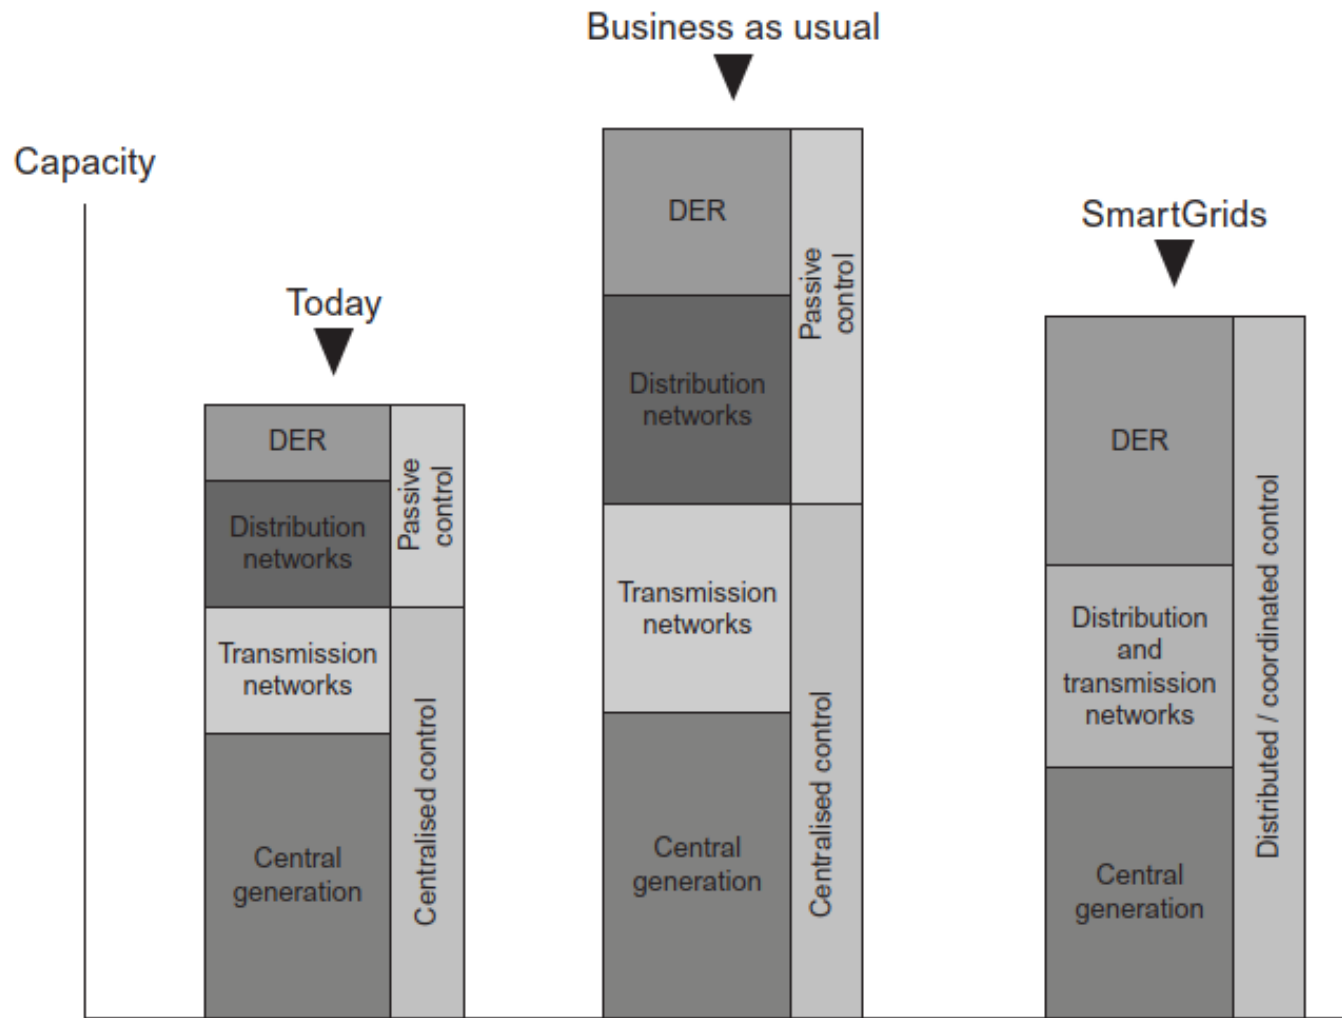 Business as usual
Capacity
SmartGrids
Today
DER
Distribution
networks
Transmission
networks
Central
generation
Passive
control
Centralised control
DER
Distribution
networks
Transmission
networks
Central
generation
Passive
control
Centralised control
DER
Distribution
and
transmission
networks
Central
generation
Distributed / coordinated control